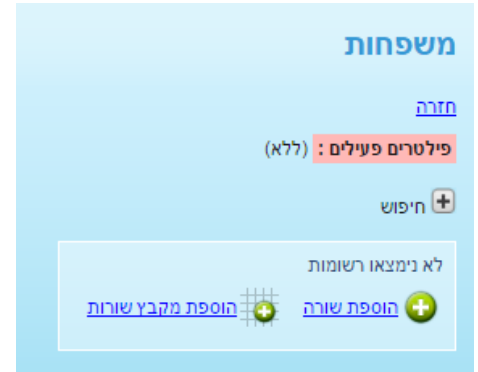 משפחות
חזרה
פילטרים פעילים : (ללא)
חיפוש
לא נימצאו רשומות
הוספת שורה הוספת מקבץ שורות